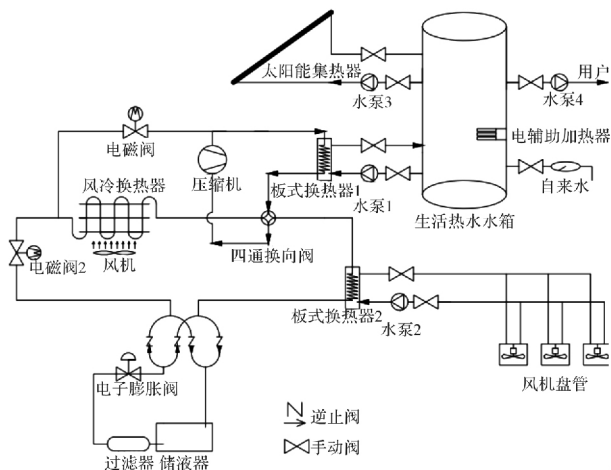 太阳能集热器
用户
水泵3
水泵4
电磁阀
电辅助加热器
风冷换热器
压缩机
板式换热器1
水泵1
自来水
生活热水水箱
电磁阀2
风机
四通换向阀
板式换热器2
水泵2
电子膨胀阀
风机盘管
逆止阀
手动阀
过滤器
储液器